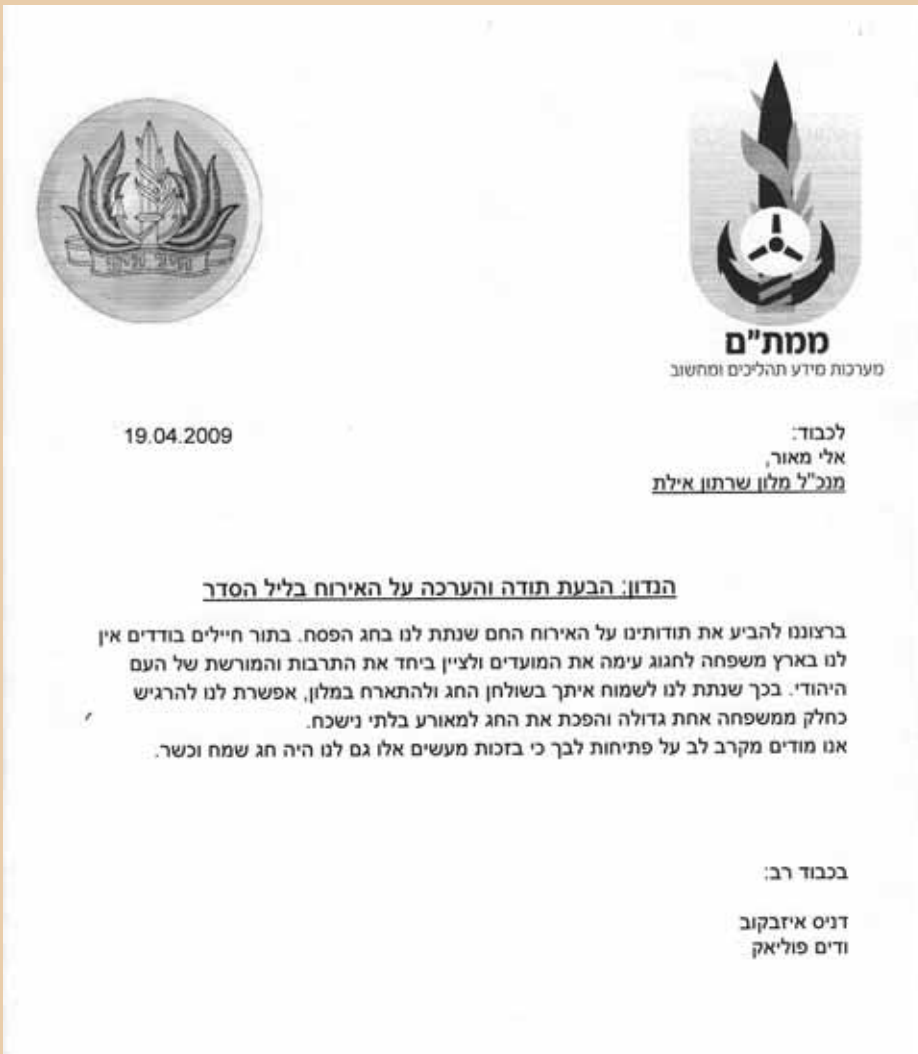 חיל הים
ממת"ם
מערכות מידע תהליכים ומחשוב
19.04.2009
לכבוד:
אלי מאור,
מנכ"ל מלון שרתון אילת
הנדון: הבעת תודה והערכה על האירוח בליל הסדר
ברצוננו להביע את תודותינו על האירוח החם שנתת לנו בחג הפסח. בתור חיילים בודדים אין
לנו בארץ משפחה לחגוג עימה את המועדים ולציין ביחד את התרבות והמורשת של העם
היהודי. בכך שנתת לנו לשמוח איתך בשולחן החג ולהתארח במלון, אפשרת לנו להרגיש
כחלק ממשפחה אחת גדולה והפכת את החג למאורע בלתי נישכח.
אנו מודים מקרב לב על פתיחות לבך כי בזכות מעשים אלו גם לנו היה חג שמח וכשר.
בכבוד רב:
דניס איזבקוב
ודים פוליאק